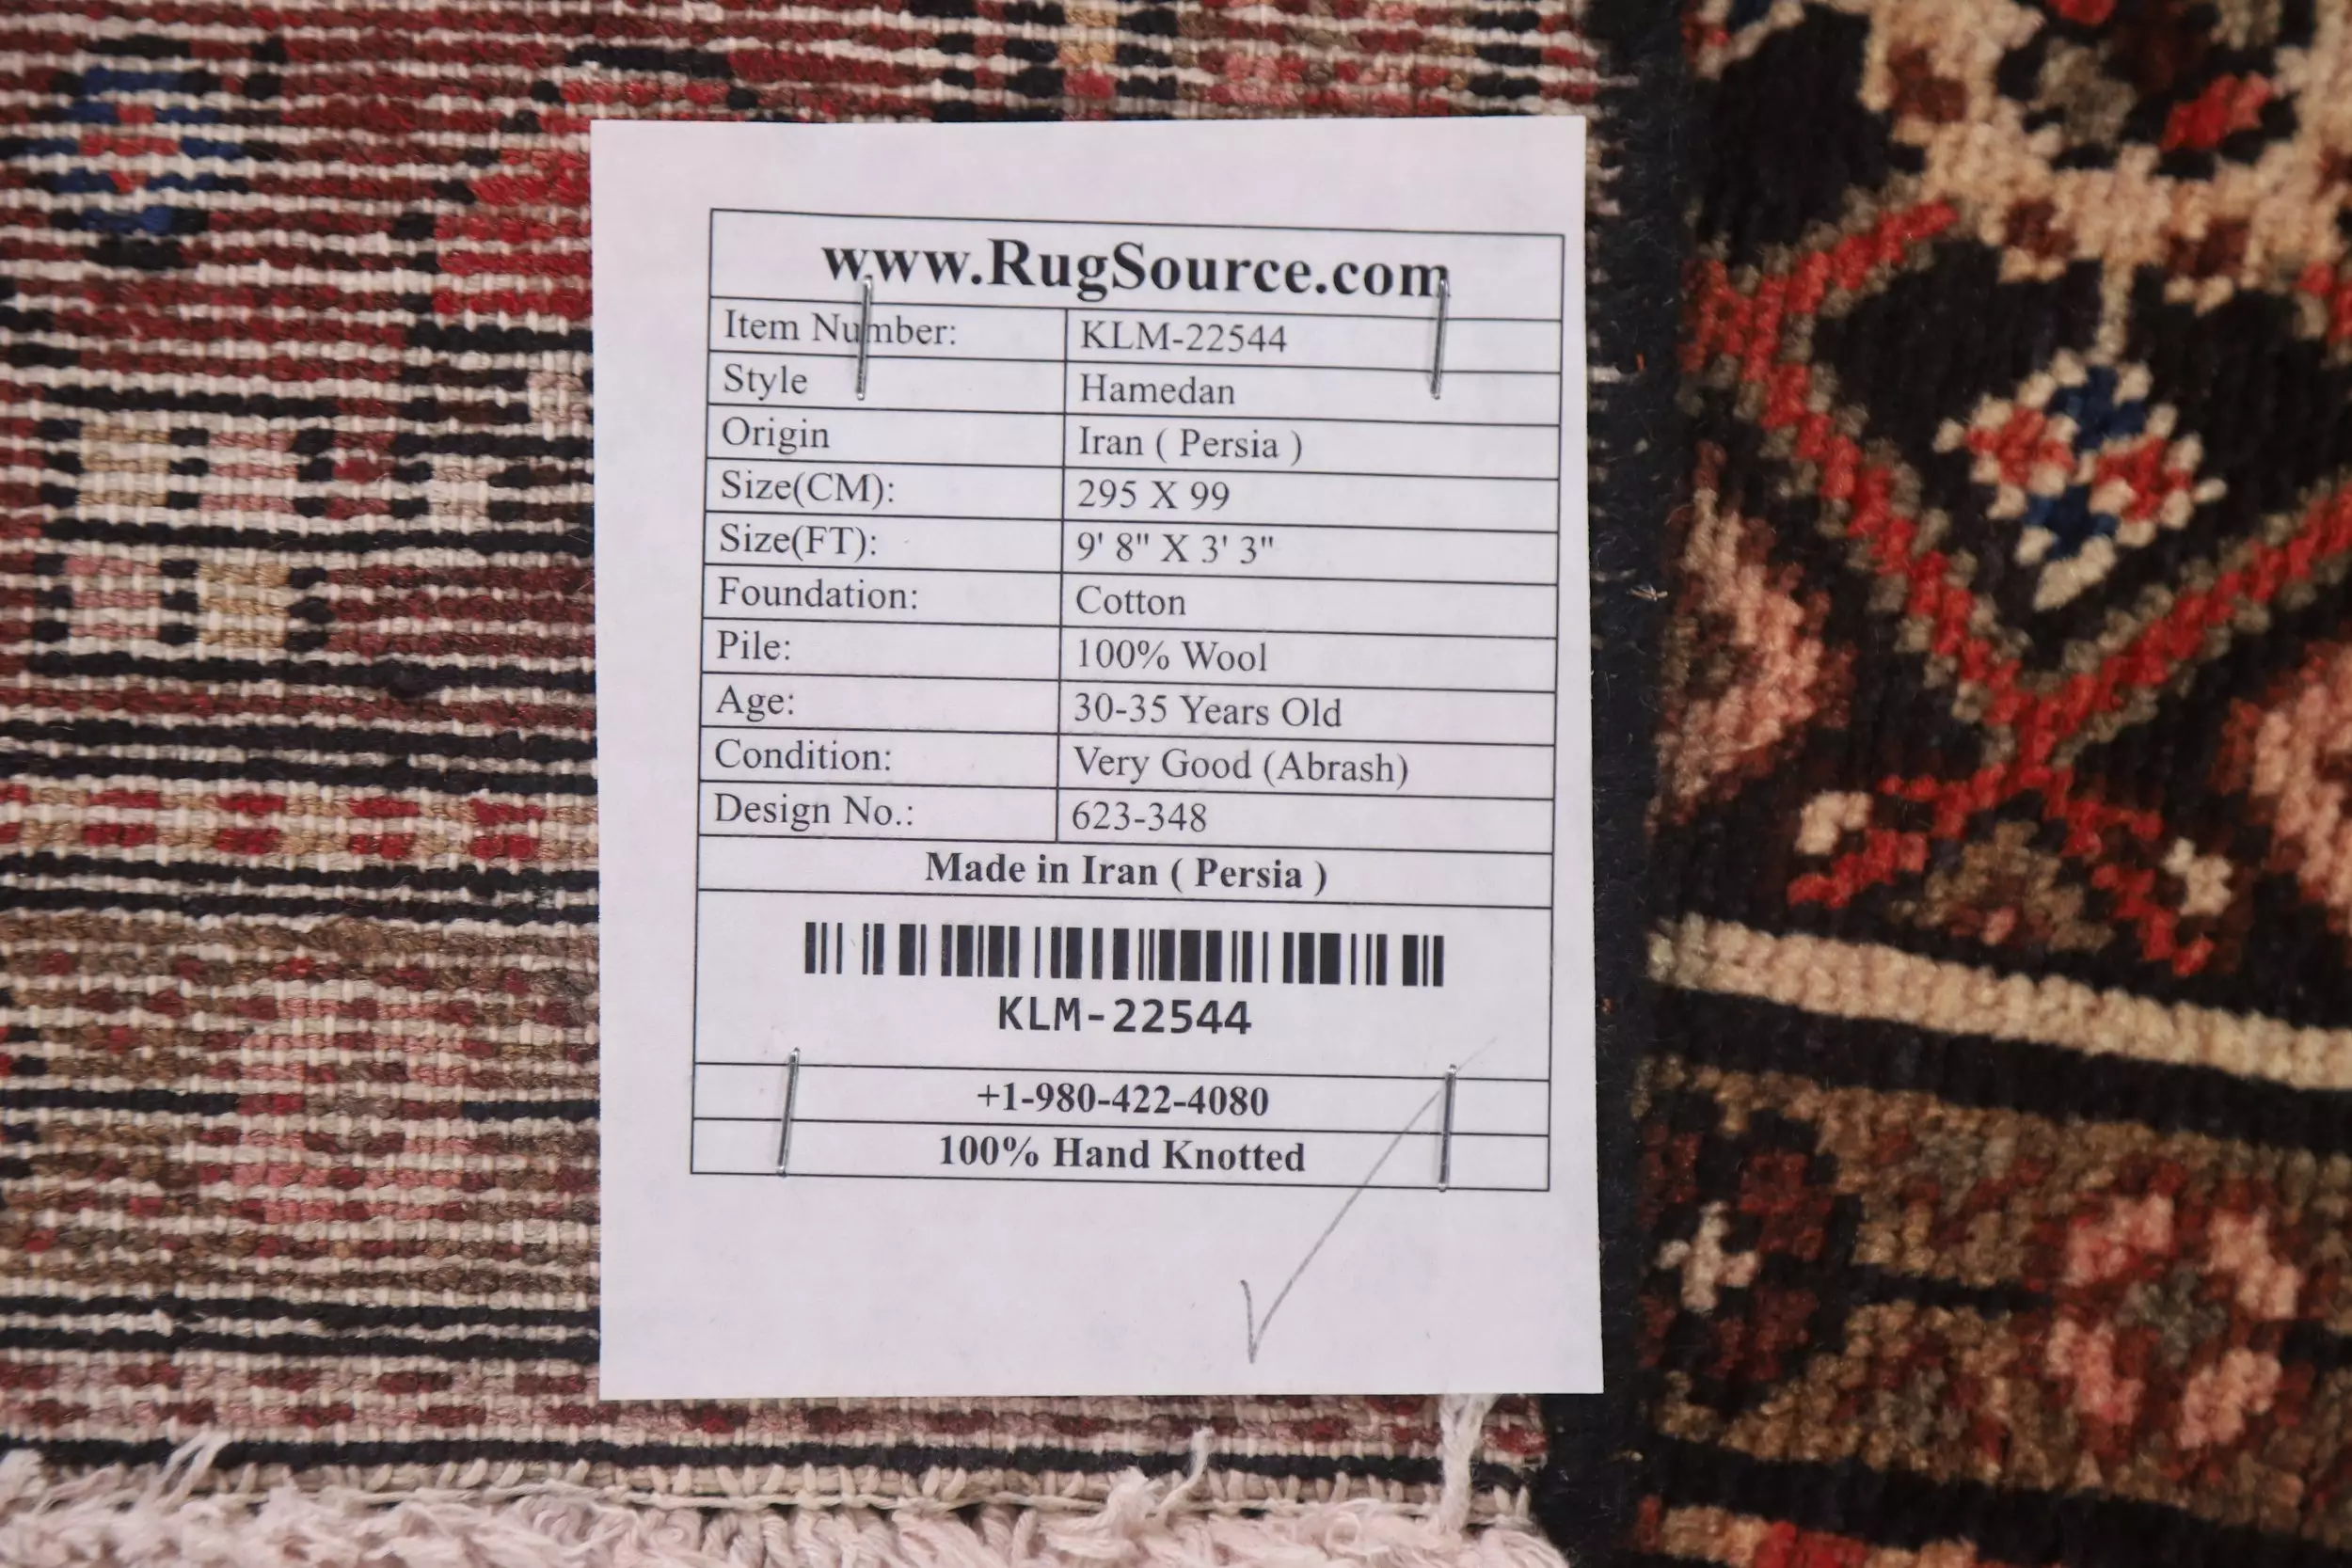 www.RugSource.com
Item Number: KLM-22544
Style Hamedan
Origin Iran ( Persia )
Size(CM): 295 X 99
Size(FT): 9' 8" X 3' 3"
Foundation: Cotton
Pile: 100% Wool
Age: 30-35 Years Old
Condition: Very Good (Abrash)
Design No.: 623-348
Made in Iran ( Persia )
KLM-22544
+1-980-422-4080
100% Hand Knotted